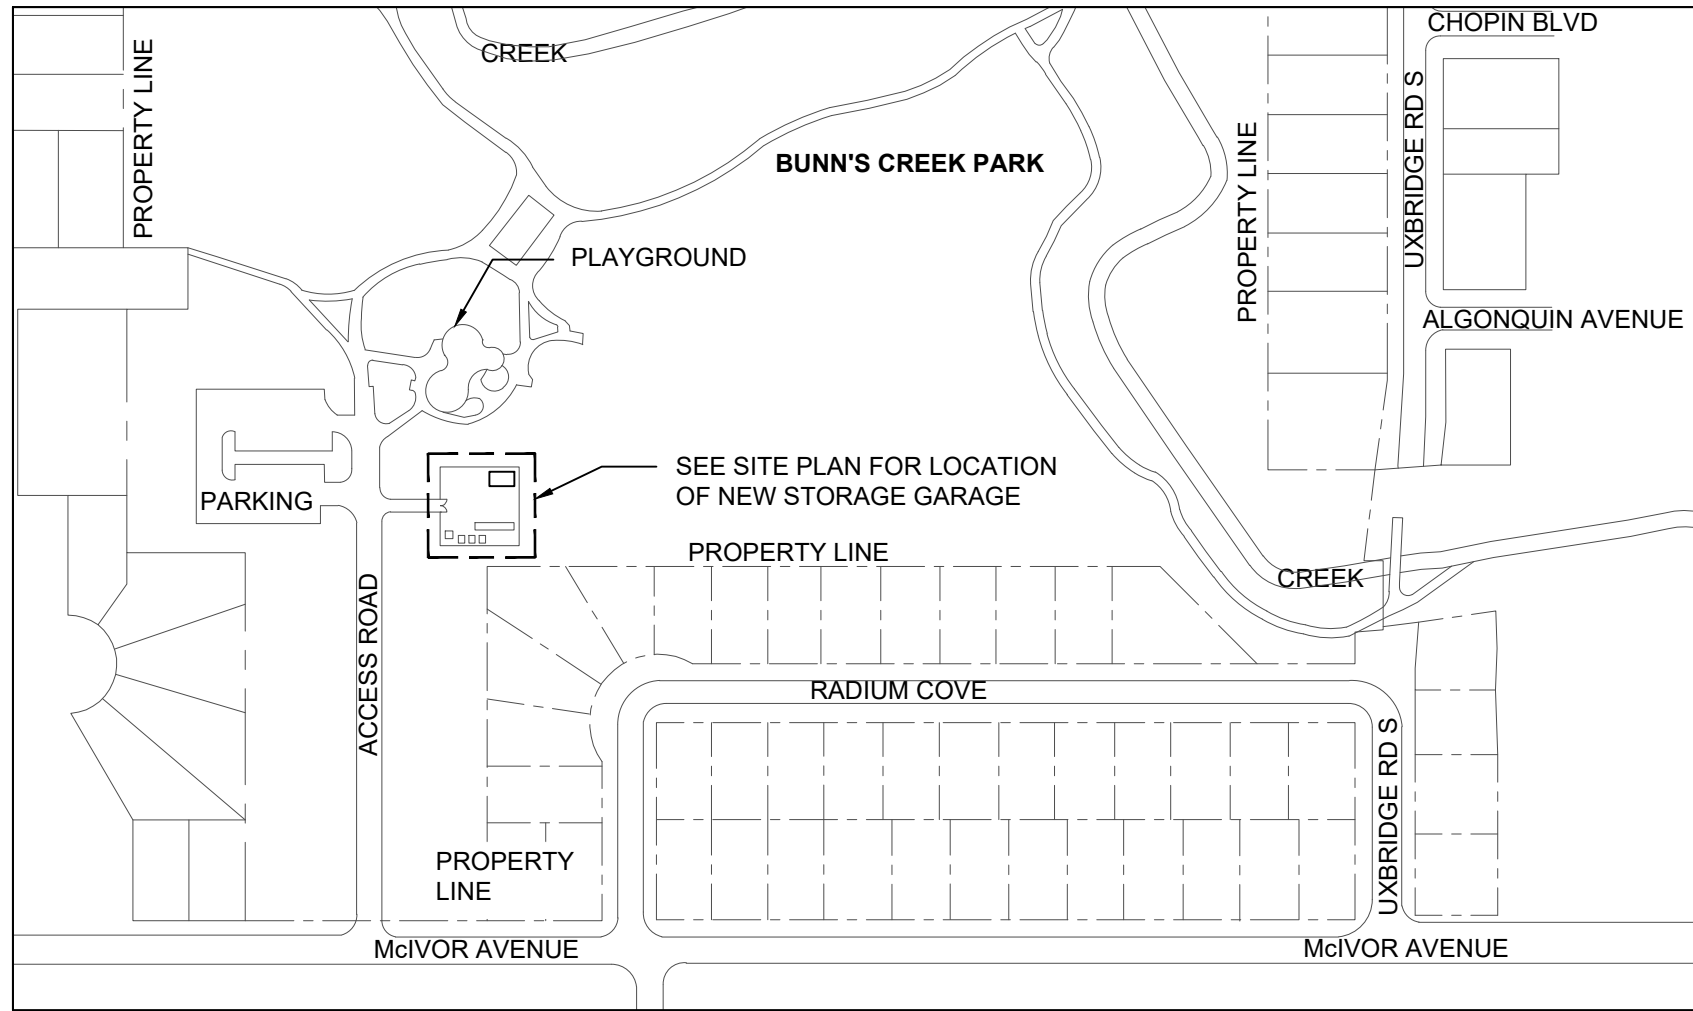 CHOPIN BLVD
CREEK
PROPERTY LINE
UXBRIDGE RD S
BUNN'S CREEK PARK
PROPERTY LINE
PLAYGROUND
ALGONQUIN AVENUE
SEE SITE PLAN FOR LOCATION
OF NEW STORAGE GARAGE
PARKING
PROPERTY LINE
CREEK
ACCESS ROAD
RADIUM COVE
UXBRIDGE RD S
PROPERTY
LINE
McIVOR AVENUE
McIVOR AVENUE